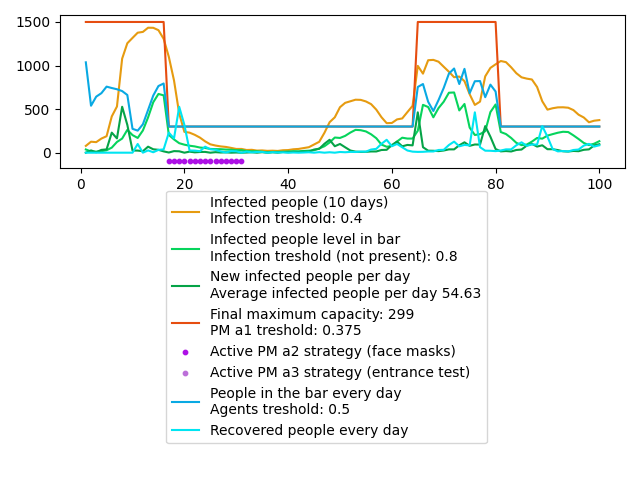 1500
1000
500
0
0
20
40
60
80
100
Infected people (10 days)
Infection treshold: 0.4
Infected people level in bar
Infection treshold (not present): 0.8
New infected people per day
Average infected people per day 54.63
Final maximum capacity: 299
PM a1 treshold: 0.375
Active PM a2 strategy (face masks)
Active PM a3 strategy (entrance test)
People in the bar every day
Agents treshold: 0.5
Recovered people every day